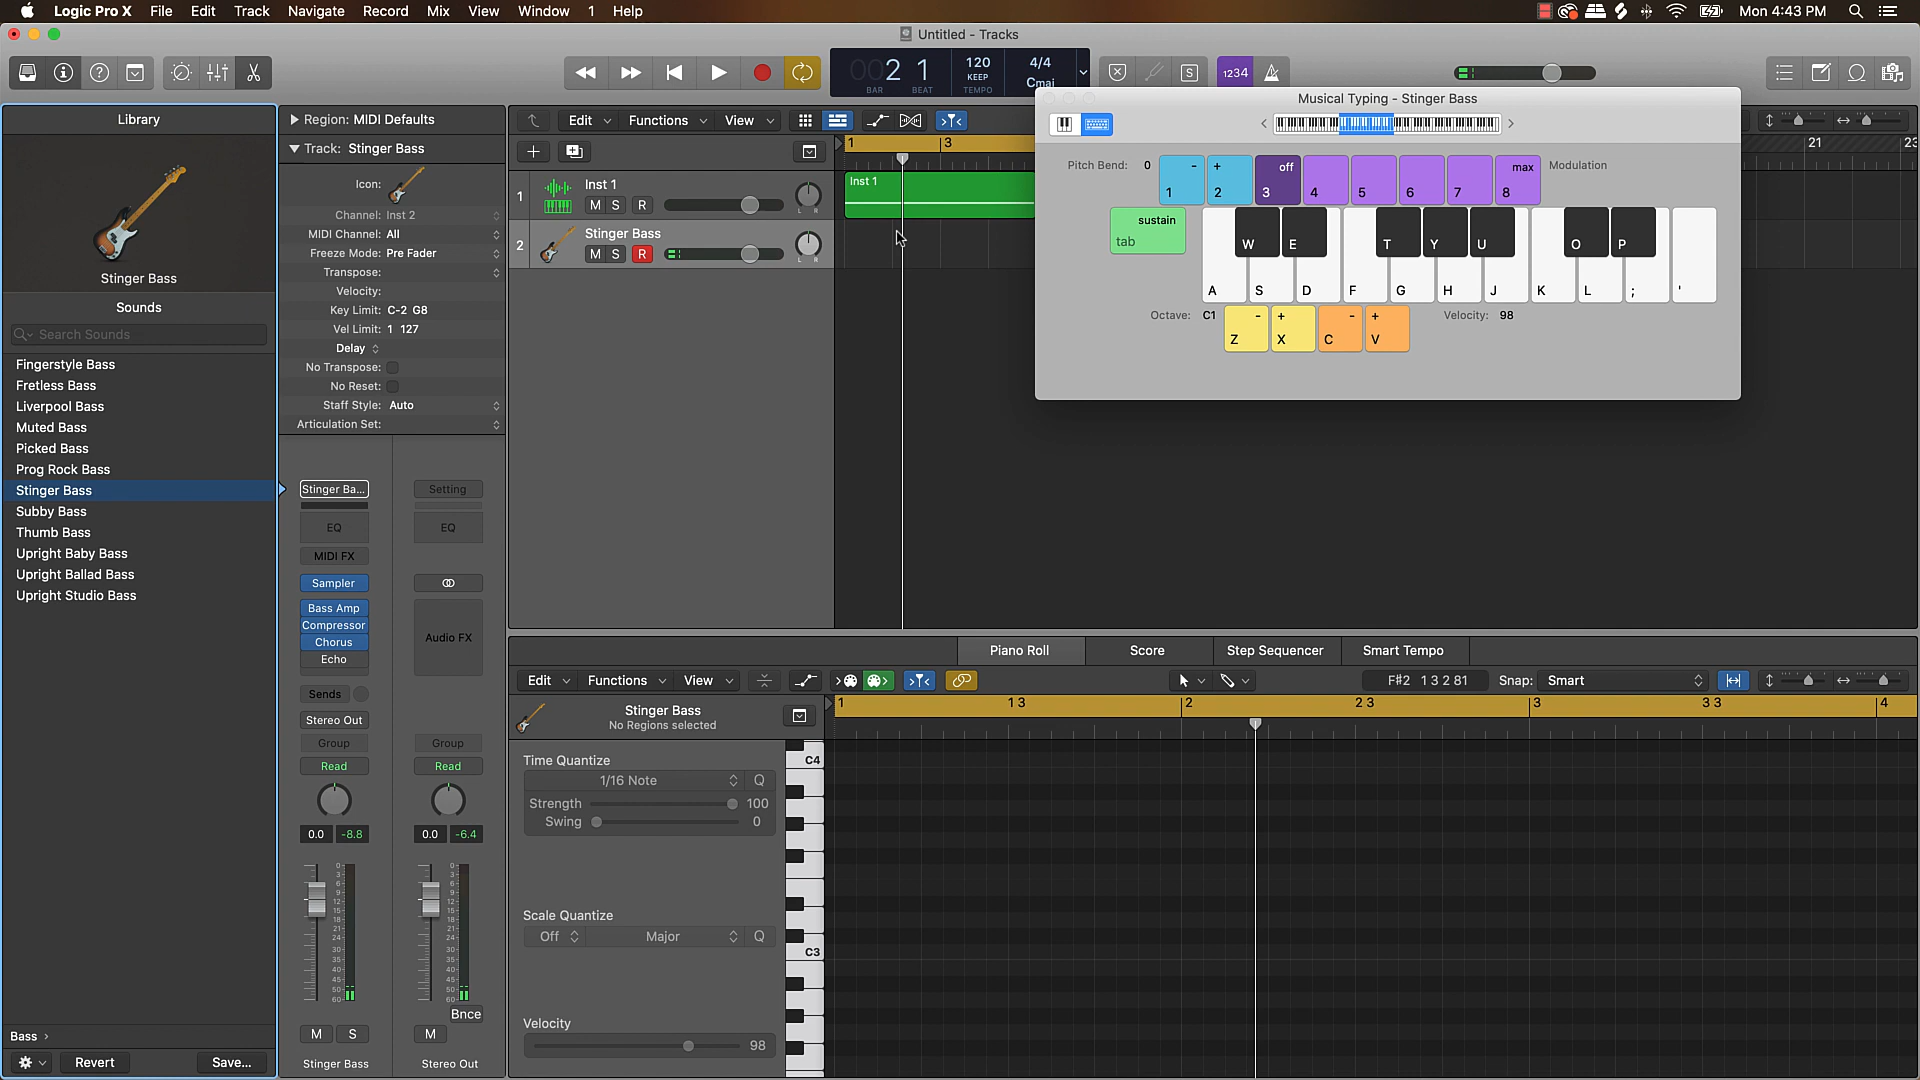 Logic Pro X File Edit Track Navigate Record Mix View Window 1 Help
Mon 4:43 PM
Untitled - Tracks
002 1
BAR BEAT
120
KEEP
TEMPO
4/4
Cmaj
S
1234
Library
Stinger Bass
Sounds
Search Sounds
Fingerstyle Bass
Fretless Bass
Liverpool Bass
Muted Bass
Picked Bass
Prog Rock Bass
Stinger Bass
Subby Bass
Thumb Bass
Upright Baby Bass
Upright Ballad Bass
Upright Studio Bass
Bass
Revert
Save...
Region: MIDI Defaults
Track: Stinger Bass
Icon:
Channel: Inst 2
MIDI Channel: All
Freeze Mode: Pre Fader
Transpose:
Velocity:
Key Limit: C-2 G8
Vel Limit: 1 127
Delay
No Transpose:
No Reset:
Staff Style: Auto
Articulation Set:
Stinger Ba...
EQ
MIDI FX
Sampler
Bass Amp
Compressor
Chorus
Echo
Sends
Stereo Out
Group
Read
0.0 -8.8
M S
Stinger Bass
Setting
EQ
Audio FX
Group
Read
0.0 -6.4
Bnce
M
Stereo Out
Edit Functions View
1 3 21 23
1 Inst 1
M S R
L R
Inst 1
2 Stinger Bass
M S R
L R
Musical Typing - Stinger Bass
Pitch Bend: 0
- 1
+ 2
off 3
4
5
6
7
max 8
Modulation
sustain
tab
W E T Y U O P
A S D F G H J K L ; '
Octave: C1
- Z
+ X
- C
+ V
Velocity: 98
Piano Roll Score Step Sequencer Smart Tempo
Edit Functions View
F#2 1 3 2 81
Snap: Smart
Stinger Bass
No Regions selected
1 1 3 2 2 3 3 3 3 4
Time Quantize
1/16 Note Q
Strength 100
Swing 0
Scale Quantize
Off Major Q
Velocity
98
C4
C3